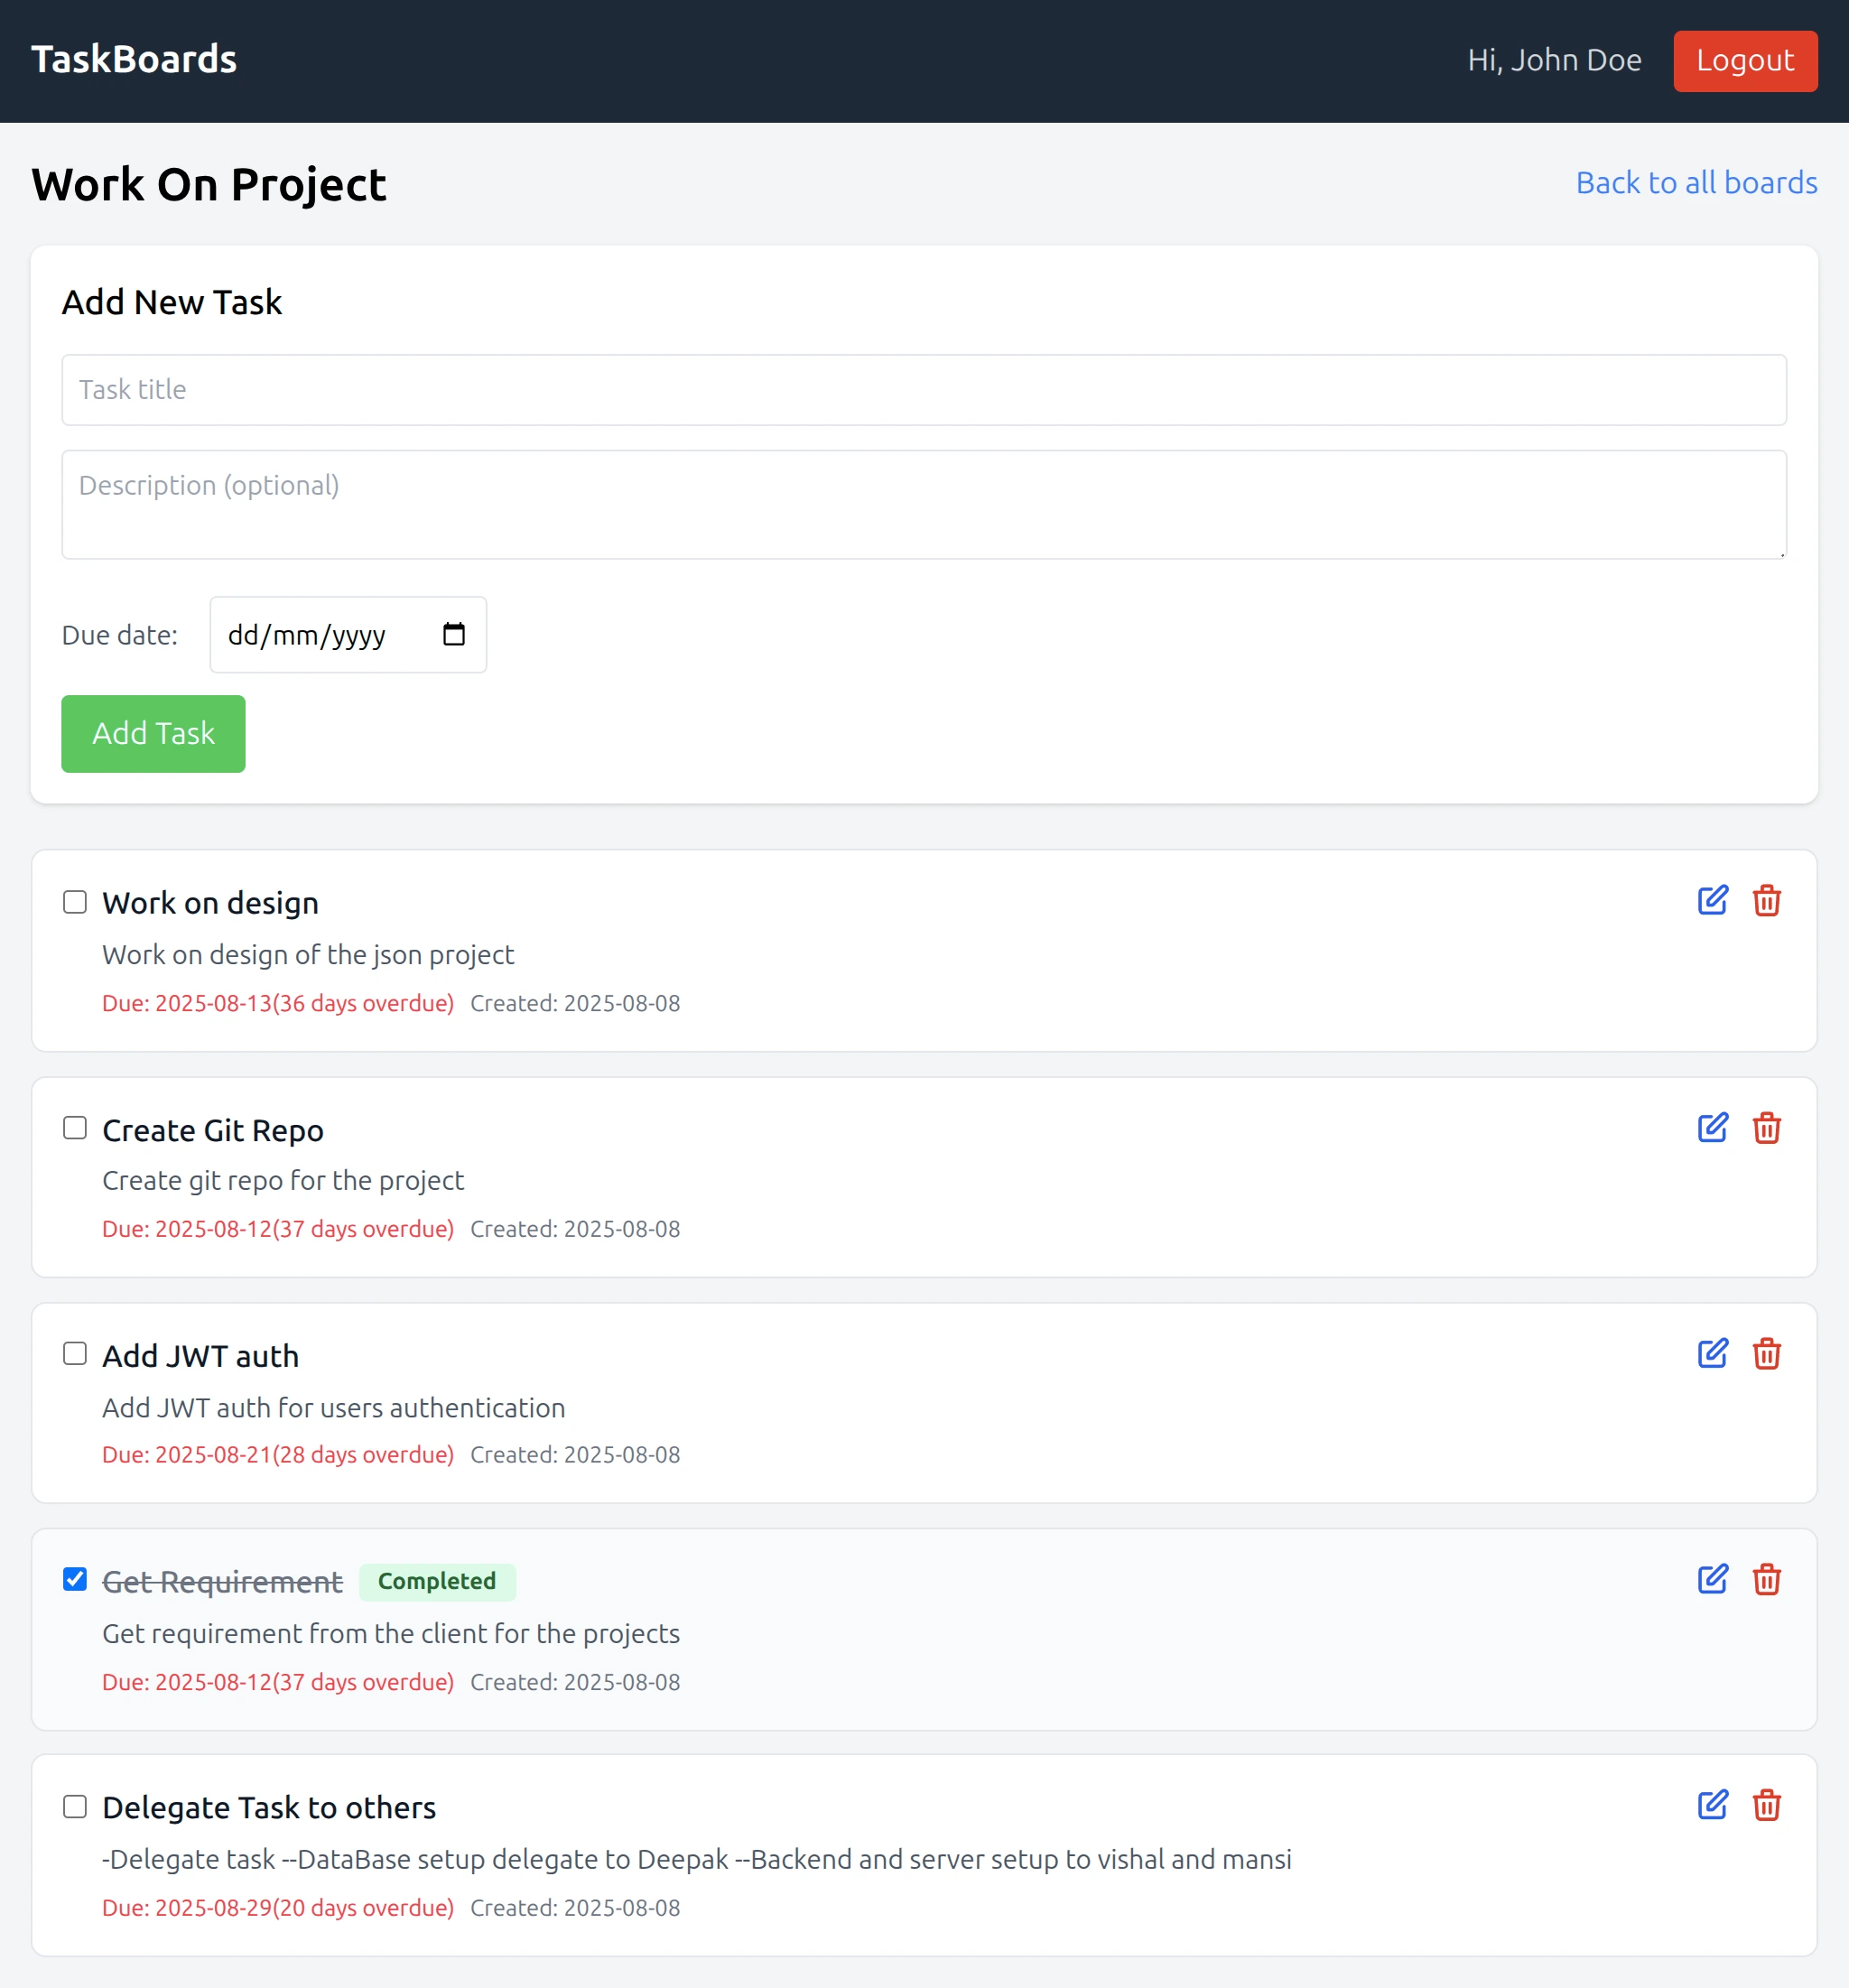 TaskBoards
Hi, John Doe
Logout
Work On Project
Back to all boards
Add New Task
Task title
Description (optional)
Due date:
dd/mm/yyyy
Add Task
Work on design
Work on design of the json project
Due: 2025-08-13(36 days overdue) Created: 2025-08-08
Create Git Repo
Create git repo for the project
Due: 2025-08-12(37 days overdue) Created: 2025-08-08
Add JWT auth
Add JWT auth for users authentication
Due: 2025-08-21(28 days overdue) Created: 2025-08-08
Get Requirement Completed
Get requirement from the client for the projects
Due: 2025-08-12(37 days overdue) Created: 2025-08-08
Delegate Task to others
-Delegate task --DataBase setup delegate to Deepak --Backend and server setup to vishal and mansi
Due: 2025-08-29(20 days overdue) Created: 2025-08-08